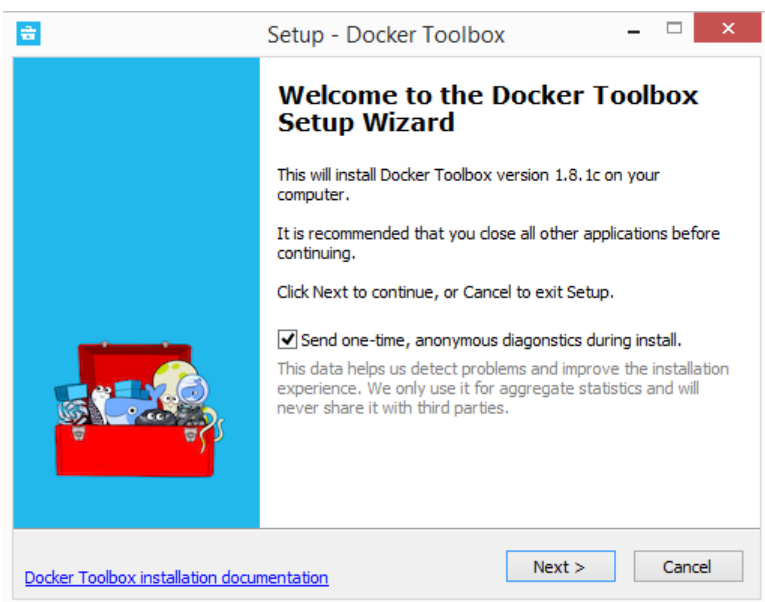 Setup - Docker Toolbox
Welcome to the Docker Toolbox
Setup Wizard
This will install Docker Toolbox version 1.8.1c on your
computer.
It is recommended that you close all other applications before
continuing.
Click Next to continue, or Cancel to exit Setup.
Send one-time, anonymous diagonstics during install.
This data helps us detect problems and improve the installation
experience. We only use it for aggregate statistics and will
never share it with third parties.
Docker Toolbox installation documentation
Next >
Cancel